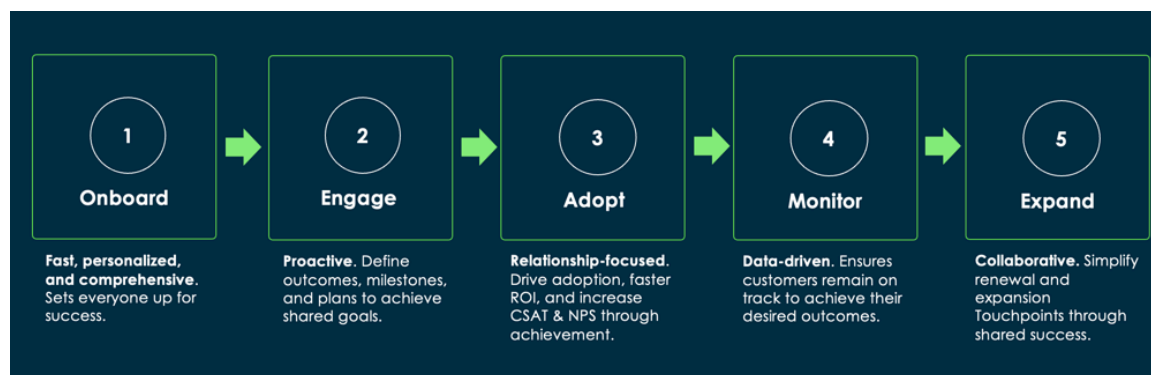 1
Onboard
Fast, personalized,
and comprehensive.
Sets everyone up for
success.
2
Engage
Proactive. Define
outcomes, milestones,
and plans to achieve
shared goals.
3
Adopt
Relationship-focused.
Drive adoption, faster
ROI, and increase
CSAT & NPS through
achievement.
4
Monitor
Data-driven. Ensures
customers remain on
track to achieve their
desired outcomes.
5
Expand
Collaborative. Simplify
renewal and
expansion
Touchpoints through
shared success.